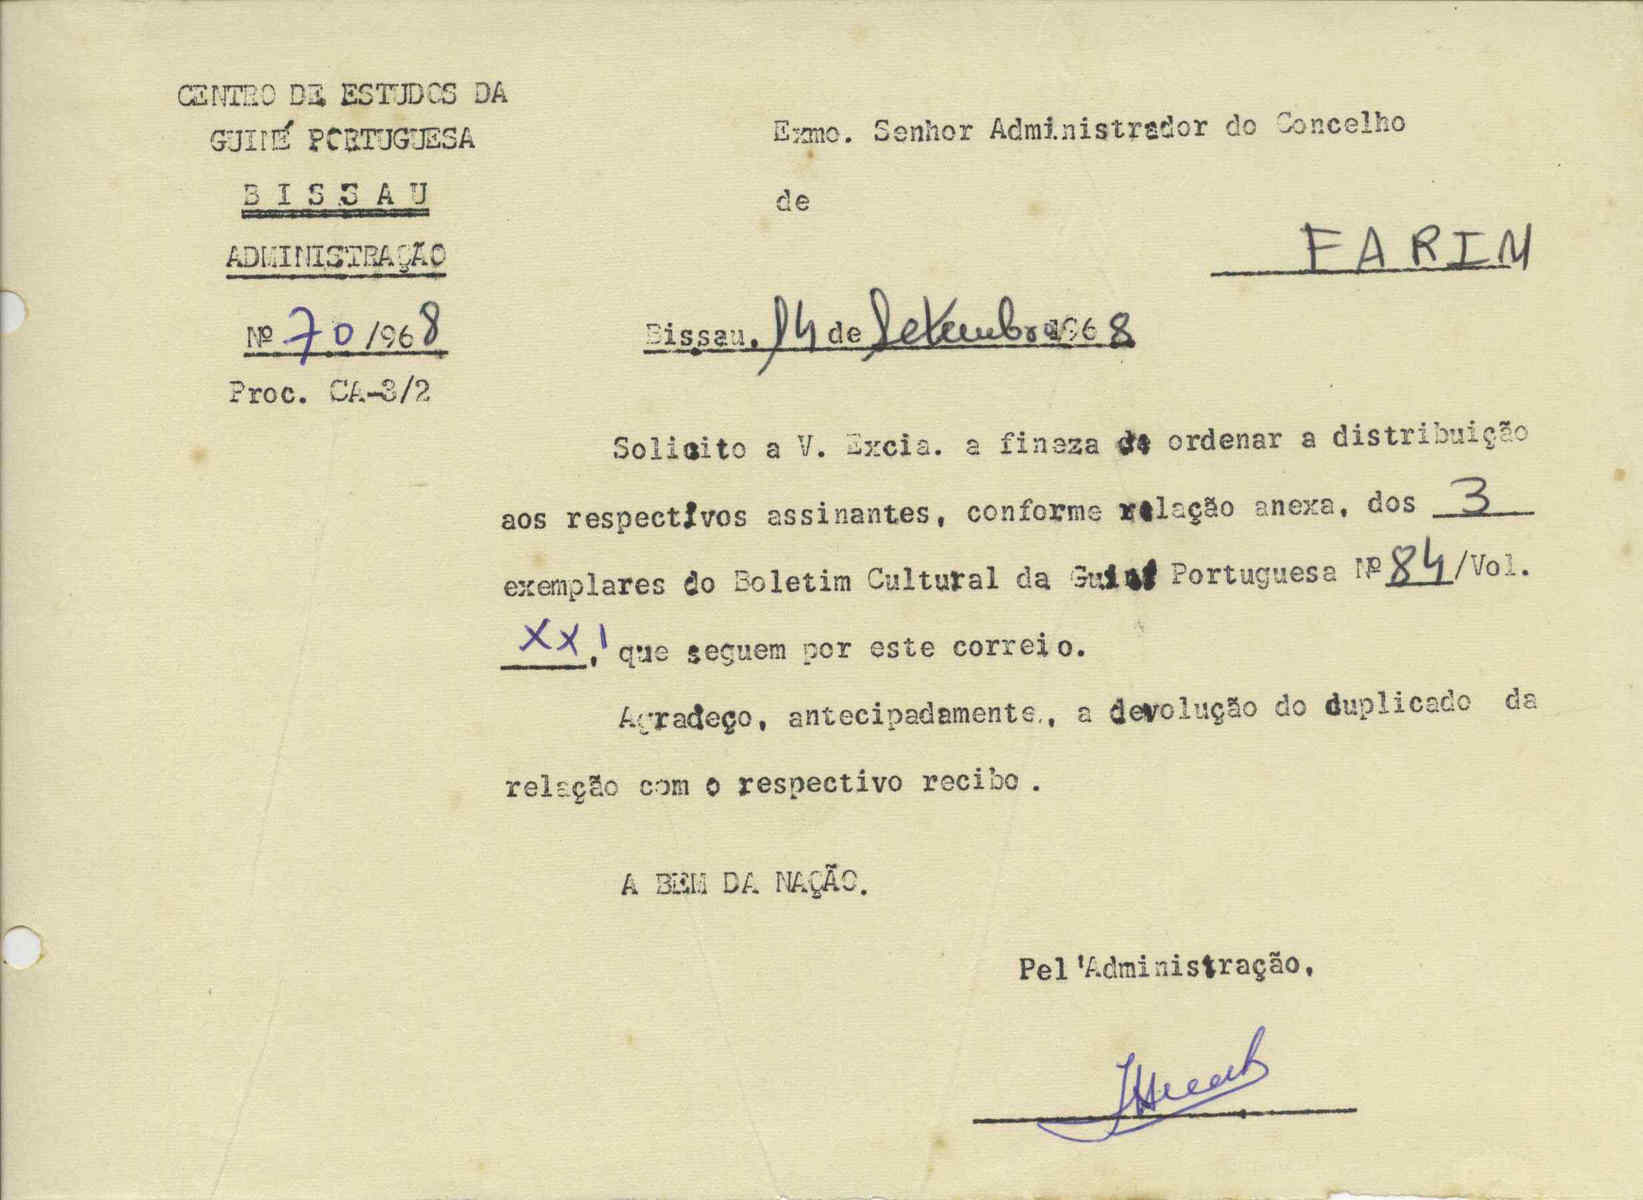 CENTRO DE ESTUDOS DA
GUINÉ PORTUGUESA
BISSAU
ADMINISTRAÇÃO
Nº 70/968
Proc. CA-3/2
Exmo. Senhor Administrador do Concelho
de
FARIM
Bissau, 14 de Setembro 1968
Solicito a V. Excia. a fineza de ordenar a distribuição
aos respectivos assinantes, conforme relação anexa, dos 3
exemplares do Boletim Cultural da Guiné Portuguesa Nº 84/Vol.
XXI, que seguem por este correio.
Agradeço, antecipadamente, a devolução do duplicado da
relação com o respectivo recibo.
A BEM DA NAÇÃO.
Pel'Administração,